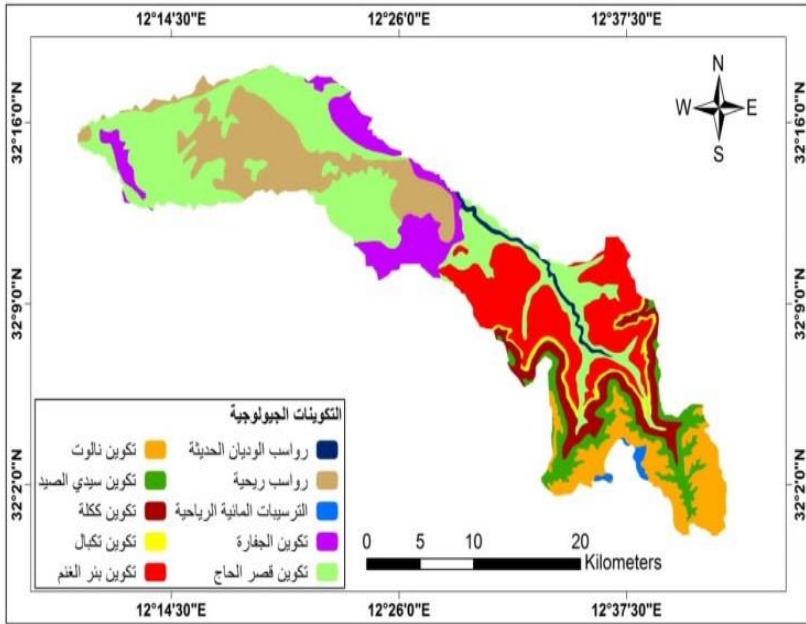 12°14'30"E 12°26'0"E 12°37'30"E
N
W E
S
32°16'0"N 32°16'0"N
32°9'0"N 32°9'0"N
32°2'0"N 32°2'0"N
التكوينات الجيولوجية
رواسب الوديان الحديثة تكوين نالوت
رواسب ريحية تكوين سيدي الصيد
الترسيبات المائية الرياحية تكوين ككلة
تكوين الجفارة تكوين تكبال
تكوين قصر الحاج تكوين بئر الغنم
0 5 10 20
Kilometers
12°14'30"E 12°26'0"E 12°37'30"E